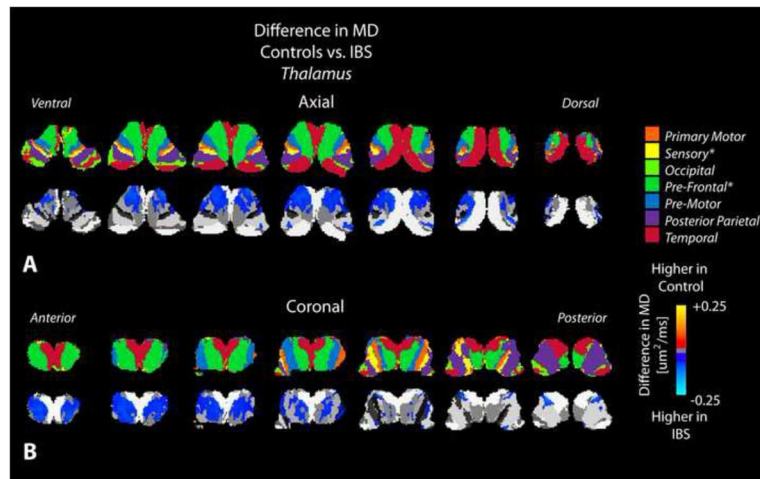 Difference in MD
Controls vs. IBS
Thalamus
Ventral
Axial
Dorsal
Primary Motor
Sensory*
Occipital
Pre-Frontal*
Pre-Motor
Posterior Parietal
Temporal
A
Higher in
Control
Anterior
Coronal
Posterior
+0.25
Difference in MD
[um²/ms]
-0.25
Higher in
IBS
B